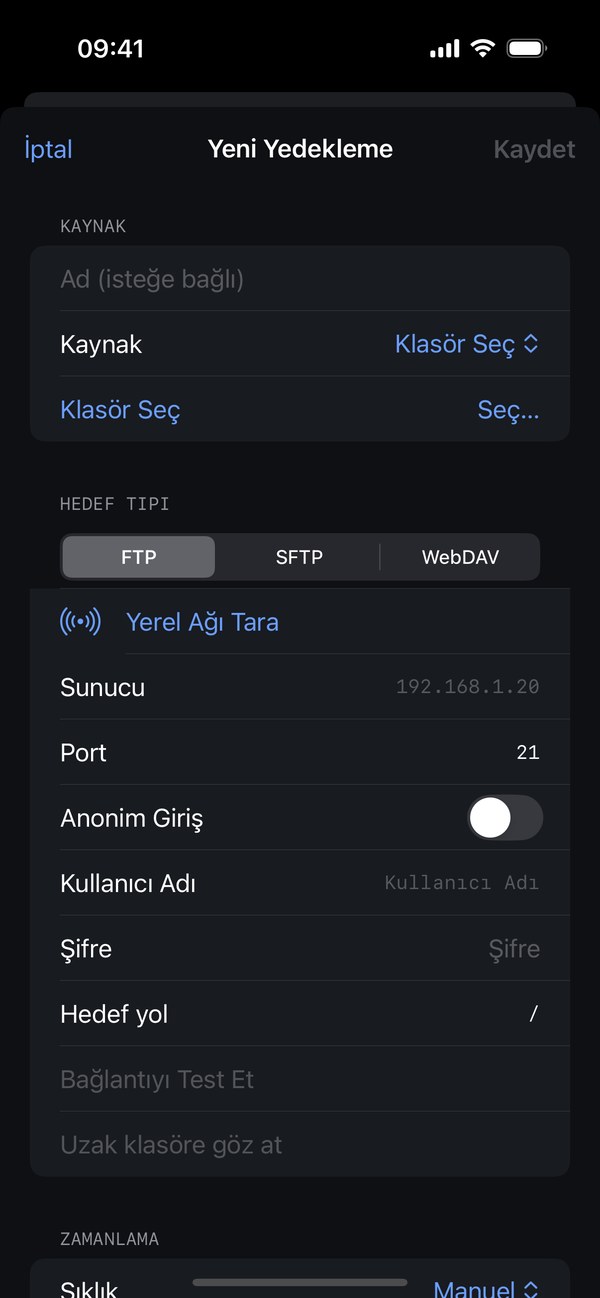 09:41
İptal Yeni Yedekleme Kaydet
KAYNAK
Ad (isteğe bağlı)
Kaynak Klasör Seç
Klasör Seç Seç...
HEDEF TIPI
FTP SFTP WebDAV
Yerel Ağı Tara
Sunucu 192.168.1.20
Port 21
Anonim Giriş
Kullanıcı Adı Kullanıcı Adı
Şifre Şifre
Hedef yol /
Bağlantıyı Test Et
Uzak klasöre göz at
ZAMANLAMA
Sıklık Manuel